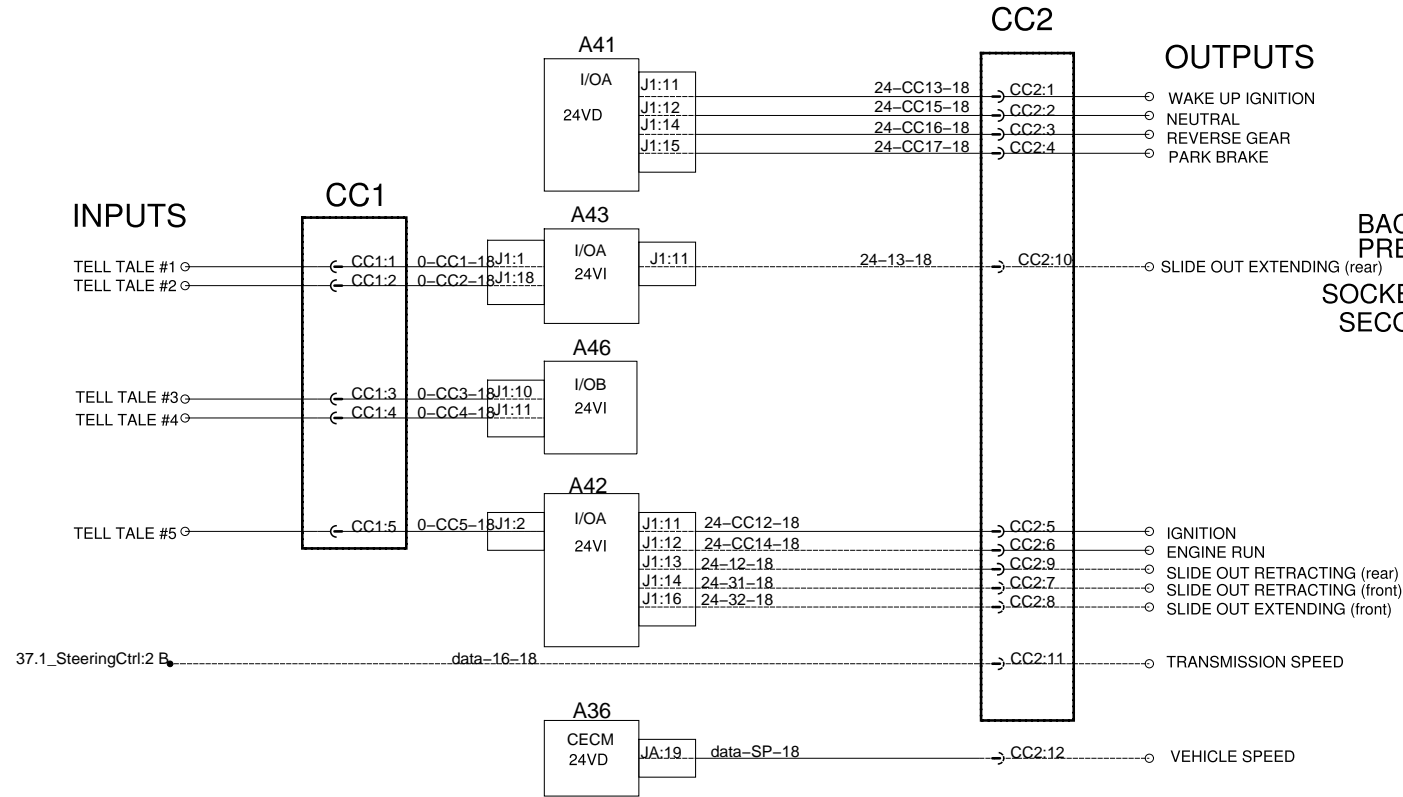 CC2
OUTPUTS
A41
I/OA
24VD
J1:11
24–CC13–18
CC2:1
WAKE UP IGNITION
J1:12
24–CC15–18
CC2:2
NEUTRAL
J1:14
24–CC16–18
CC2:3
REVERSE GEAR
J1:15
24–CC17–18
CC2:4
PARK BRAKE
INPUTS
CC1
TELL TALE #1
CC1:1
0–CC1–18
J1:1
TELL TALE #2
CC1:2
0–CC2–18
J1:18
A43
I/OA
24VI
J1:11
24–13–18
CC2:10
SLIDE OUT EXTENDING (rear)
BAC
PRE
SOCKE
SECO
TELL TALE #3
CC1:3
0–CC3–18
J1:10
TELL TALE #4
CC1:4
0–CC4–18
J1:11
A46
I/OB
24VI
TELL TALE #5
CC1:5
0–CC5–18
J1:2
A42
I/OA
24VI
J1:11
24–CC12–18
CC2:5
IGNITION
J1:12
24–CC14–18
CC2:6
ENGINE RUN
J1:13
24–12–18
CC2:9
SLIDE OUT RETRACTING (rear)
J1:14
24–31–18
CC2:7
SLIDE OUT RETRACTING (front)
J1:16
24–32–18
CC2:8
SLIDE OUT EXTENDING (front)
37.1_SteeringCtrl:2 B
data–16–18
CC2:11
TRANSMISSION SPEED
A36
CECM
24VD
JA:19
data–SP–18
CC2:12
VEHICLE SPEED